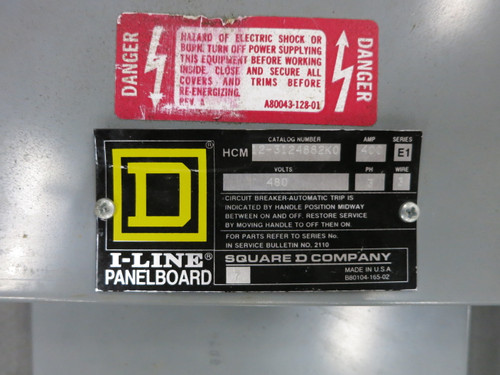 DANGER
HAZARD OF ELECTRIC SHOCK OR
BURN. TURN OFF POWER SUPPLYING
THIS EQUIPMENT BEFORE WORKING
INSIDE. CLOSE AND SECURE ALL
COVERS AND TRIMS BEFORE
RE-ENERGIZING.
REV A A80043-128-01
DANGER
CATALOG NUMBER AMP SERIES
HCM E1
VOLTS PH WIRE
480
CIRCUIT BREAKER-AUTOMATIC TRIP IS
INDICATED BY HANDLE POSITION MIDWAY
BETWEEN ON AND OFF. RESTORE SERVICE
BY MOVING HANDLE TO OFF THEN ON.
FOR PARTS REFER TO SERIES No.
IN SERVICE BULLETIN NO. 2110
D
®
I-LINE®
PANELBOARD
SQUARE D COMPANY
MADE IN U.S.A.
B80104-165-02